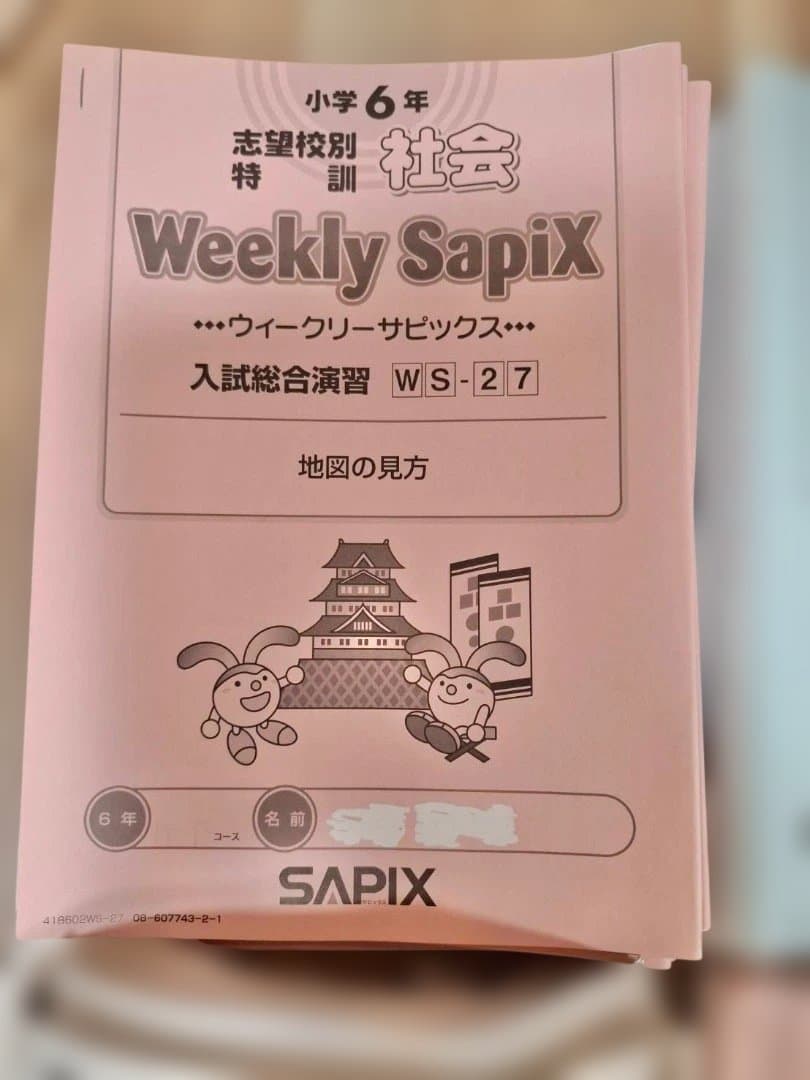 小学6年
志望校別
特訓
社会
Weekly SapiX
•••ウィークリーサピックス•••
入試総合演習 WS-27
地図の見方
6年
コース
名前
SAPIX
418602WS-27 08-607743-2-1